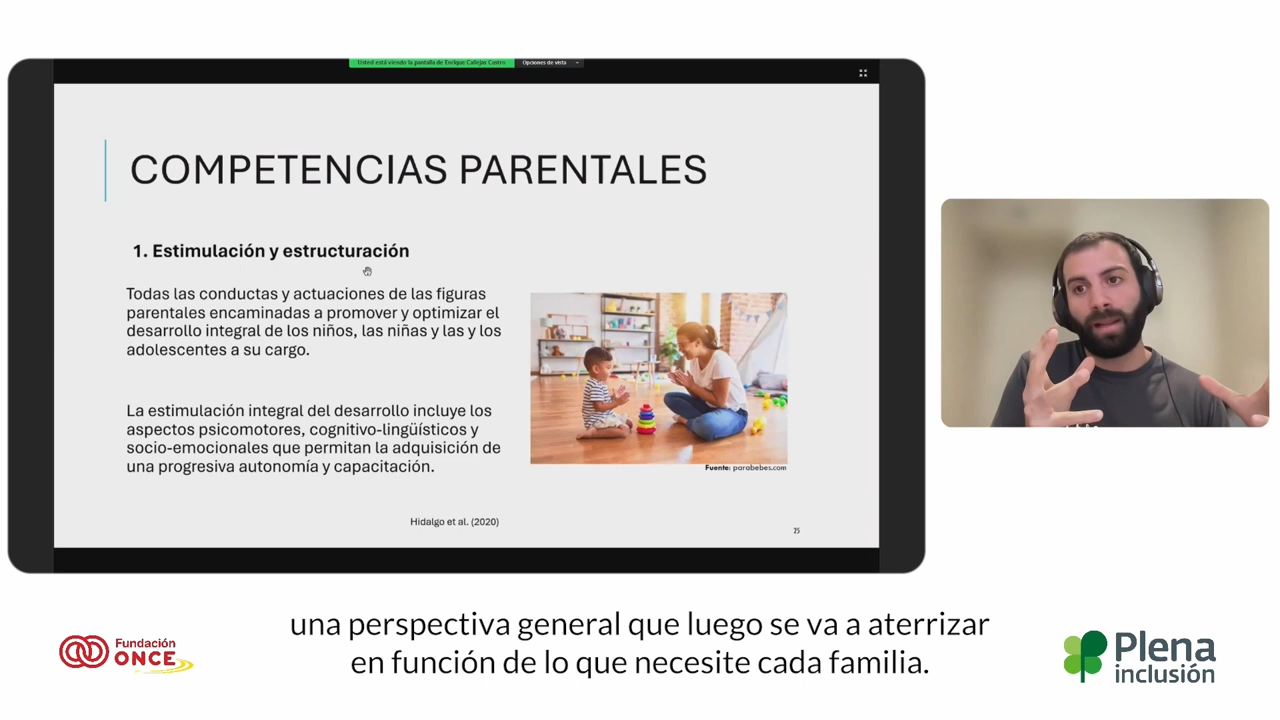 Usted está viendo la pantalla de Enrique Callejas Castro
Opciones de vista
COMPETENCIAS PARENTALES
1. Estimulación y estructuración
Todas las conductas y actuaciones de las figuras
parentales encaminadas a promover y optimizar el
desarrollo integral de los niños, las niñas y las y los
adolescentes a su cargo.
La estimulación integral del desarrollo incluye los
aspectos psicomotores, cognitivo-lingüísticos y
socio-emocionales que permitan la adquisición de
una progresiva autonomía y capacitación.
Fuente: parabebes.com
Hidalgo et al. (2020)
25
una perspectiva general que luego se va a aterrizar
en función de lo que necesite cada familia.
Fundación
ONCE
Plena
inclusión